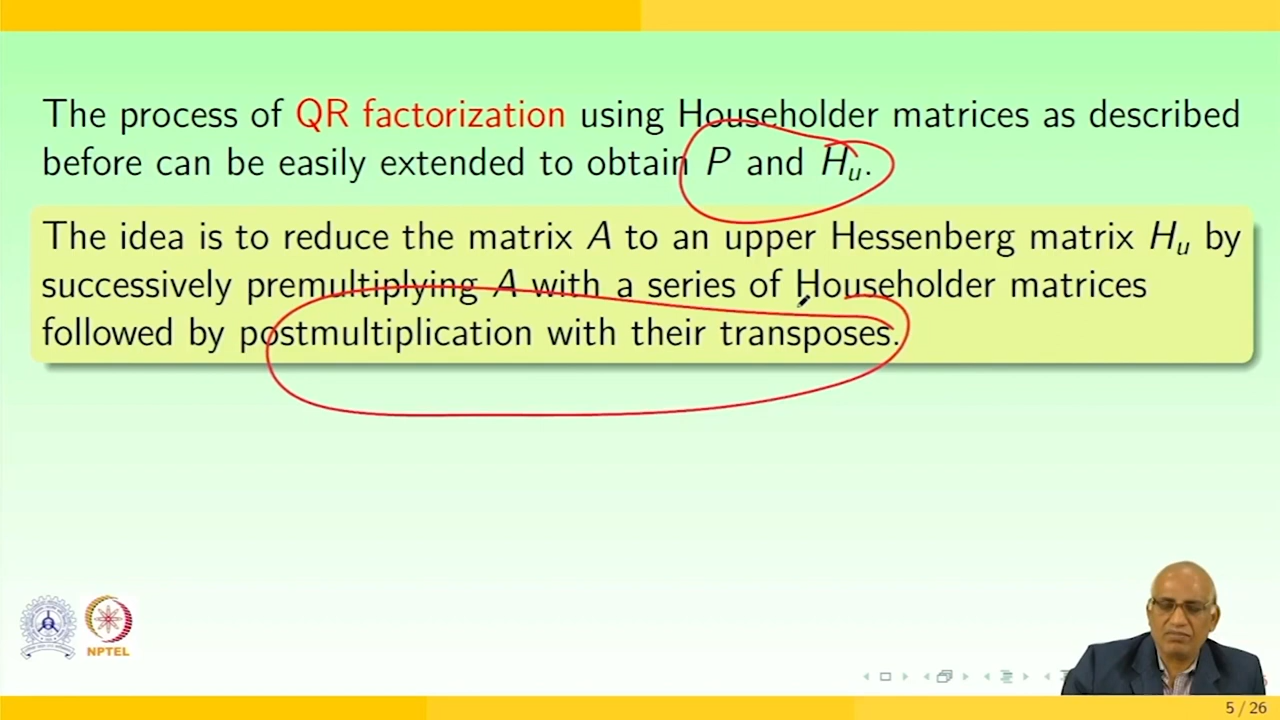 The process of QR factorization using Householder matrices as described
before can be easily extended to obtain P and Hᵤ.
The idea is to reduce the matrix A to an upper Hessenberg matrix Hᵤ by
successively premultiplying A with a series of Householder matrices
followed by postmultiplication with their transposes.
NPTEL
5 / 26